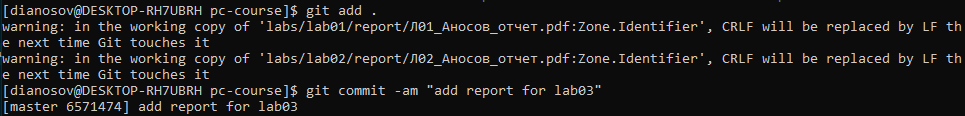 [dianosov@DESKTOP-RH7UBRH pc-course]$ git add .
warning: in the working copy of 'labs/lab01/report/Л01_Аносов_отчет.pdf:Zone.Identifier', CRLF will be replaced by LF th
e next time Git touches it
warning: in the working copy of 'labs/lab02/report/Л02_Аносов_отчет.pdf:Zone.Identifier', CRLF will be replaced by LF th
e next time Git touches it
[dianosov@DESKTOP-RH7UBRH pc-course]$ git commit -am "add report for lab03"
[master 6571474] add report for lab03